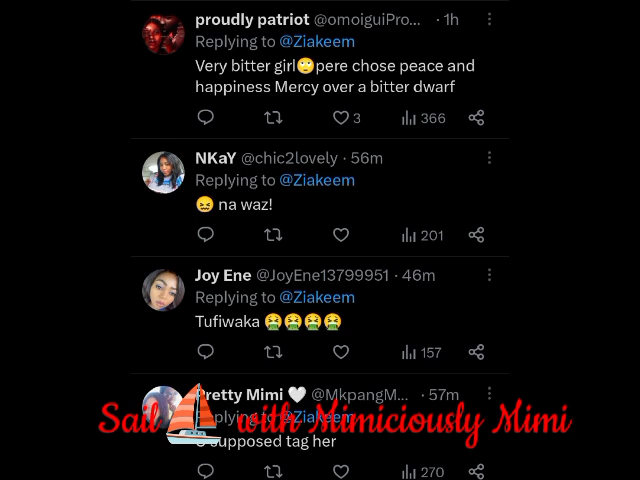 proudly patriot @omoiguiPro... · 1h
Replying to @Ziakeem
Very bitter girl🙄pere chose peace and
happiness Mercy over a bitter dwarf
3 366
NKaY @chic2lovely · 56m
Replying to @Ziakeem
😖 na waz!
201
Joy Ene @JoyEne13799951 · 46m
Replying to @Ziakeem
Tufiwaka 🤮🤮🤮🤮
157
Pretty Mimi 🤍 @MkpangM... · 57m
Replying to @Ziakeem
Sail ⛵ with Mimiciously Mimi
supposed tag her
270